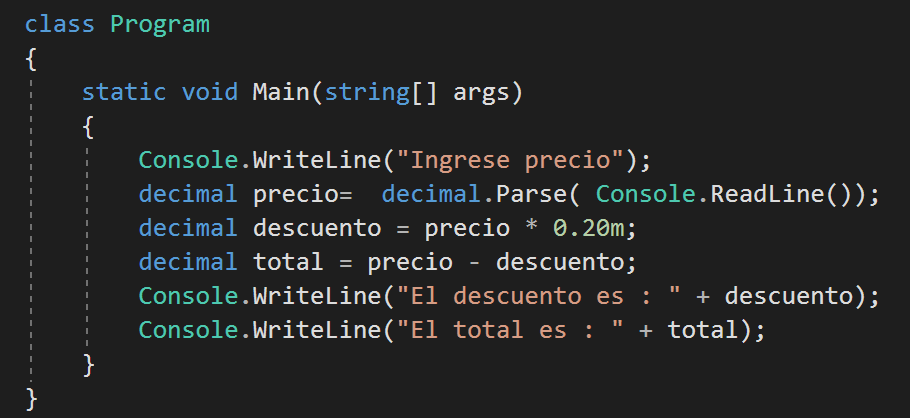 class Program
{
    static void Main(string[] args)
    {
        Console.WriteLine("Ingrese precio");
        decimal precio=  decimal.Parse( Console.ReadLine());
        decimal descuento = precio * 0.20m;
        decimal total = precio - descuento;
        Console.WriteLine("El descuento es : " + descuento);
        Console.WriteLine("El total es : " + total);
    }
}